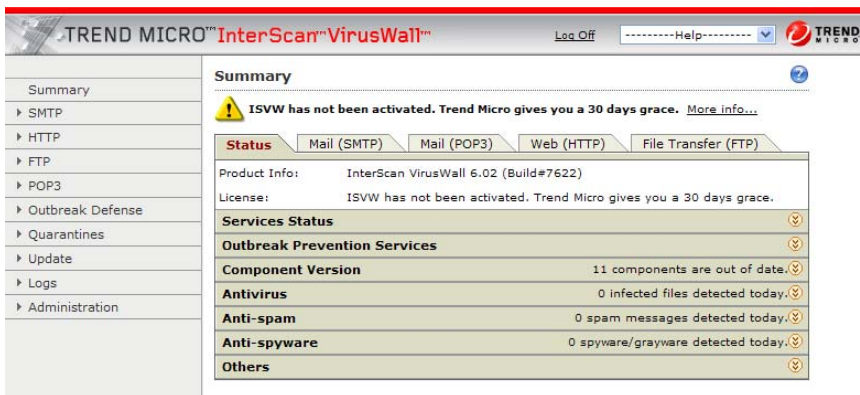 TREND MICRO™ InterScan™ VirusWall™
Log Off
---------Help---------
TREND MICRO
Summary
SMTP
HTTP
FTP
POP3
Outbreak Defense
Quarantines
Update
Logs
Administration
Summary
ISVW has not been activated. Trend Micro gives you a 30 days grace. More info...
Status Mail (SMTP) Mail (POP3) Web (HTTP) File Transfer (FTP)
Product Info: InterScan VirusWall 6.02 (Build#7622)
License: ISVW has not been activated. Trend Micro gives you a 30 days grace.
Services Status
Outbreak Prevention Services
Component Version 11 components are out of date.
Antivirus 0 infected files detected today.
Anti-spam 0 spam messages detected today.
Anti-spyware 0 spyware/grayware detected today.
Others